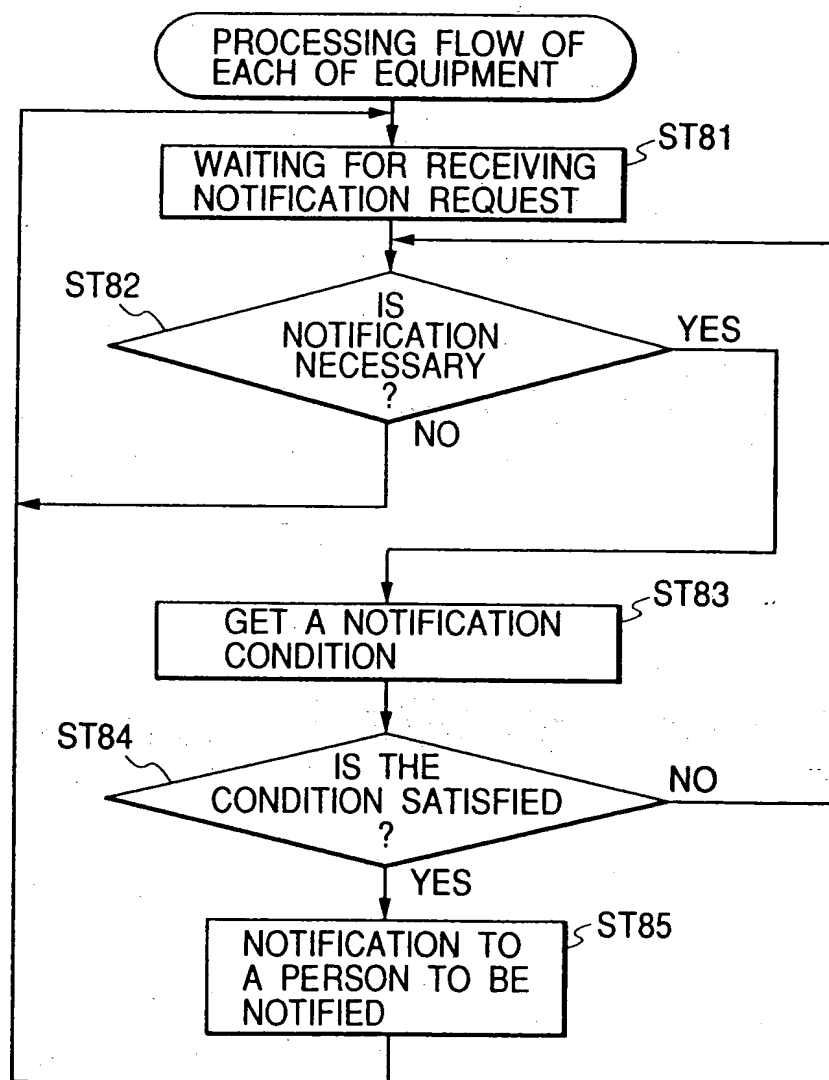 PROCESSING FLOW OF
EACH OF EQUIPMENT
ST81
WAITING FOR RECEIVING
NOTIFICATION REQUEST
ST82
IS
NOTIFICATION
NECESSARY
?
YES
NO
ST83
GET A NOTIFICATION
CONDITION
ST84
IS THE
CONDITION SATISFIED
?
NO
YES
ST85
NOTIFICATION TO
A PERSON TO BE
NOTIFIED